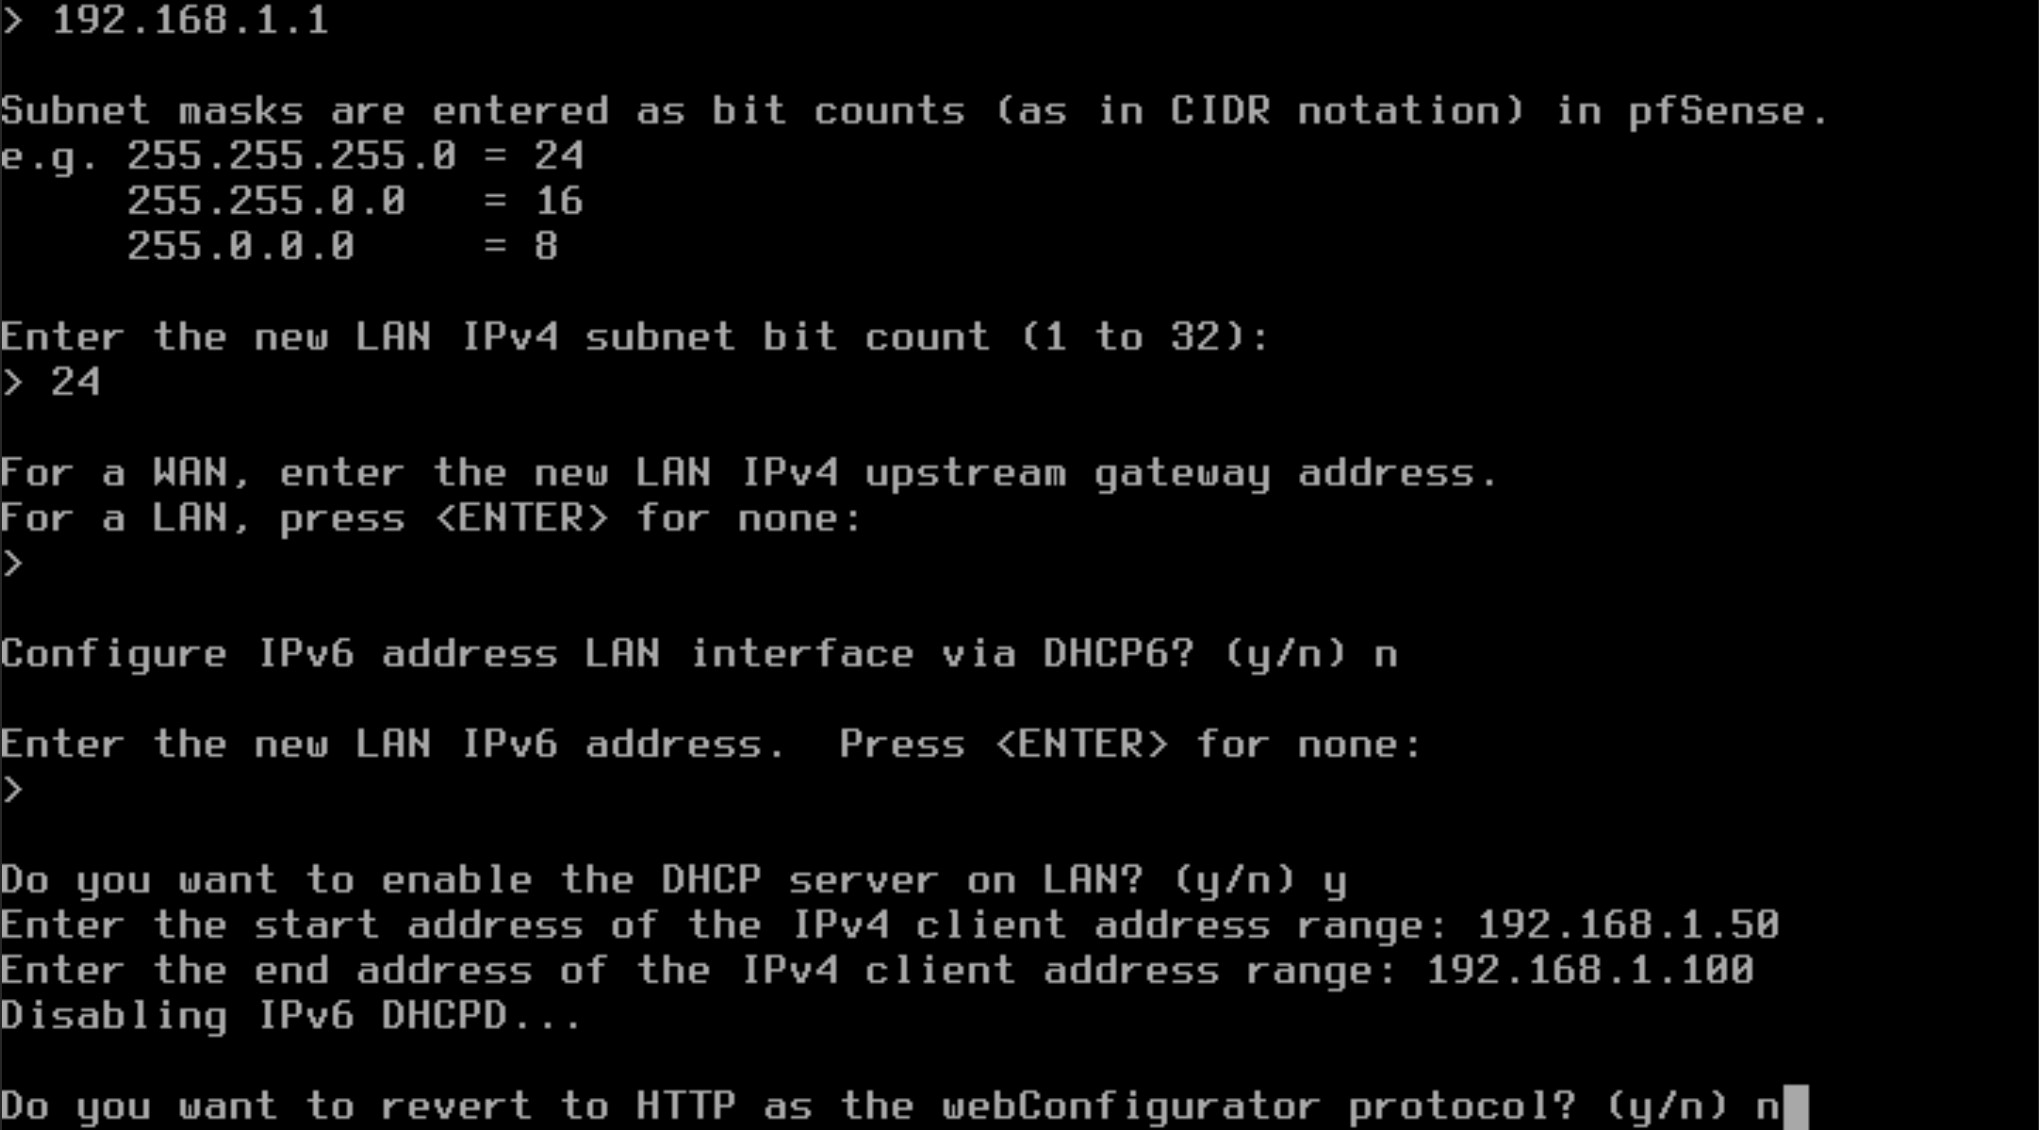 > 192.168.1.1
Subnet masks are entered as bit counts (as in CIDR notation) in pfSense.
e.g. 255.255.255.0 = 24
     255.255.0.0   = 16
     255.0.0.0     = 8
Enter the new LAN IPv4 subnet bit count (1 to 32):
> 24
For a WAN, enter the new LAN IPv4 upstream gateway address.
For a LAN, press <ENTER> for none:
>
Configure IPv6 address LAN interface via DHCP6? (y/n) n
Enter the new LAN IPv6 address.  Press <ENTER> for none:
>
Do you want to enable the DHCP server on LAN? (y/n) y
Enter the start address of the IPv4 client address range: 192.168.1.50
Enter the end address of the IPv4 client address range: 192.168.1.100
Disabling IPv6 DHCPD...
Do you want to revert to HTTP as the webConfigurator protocol? (y/n) n